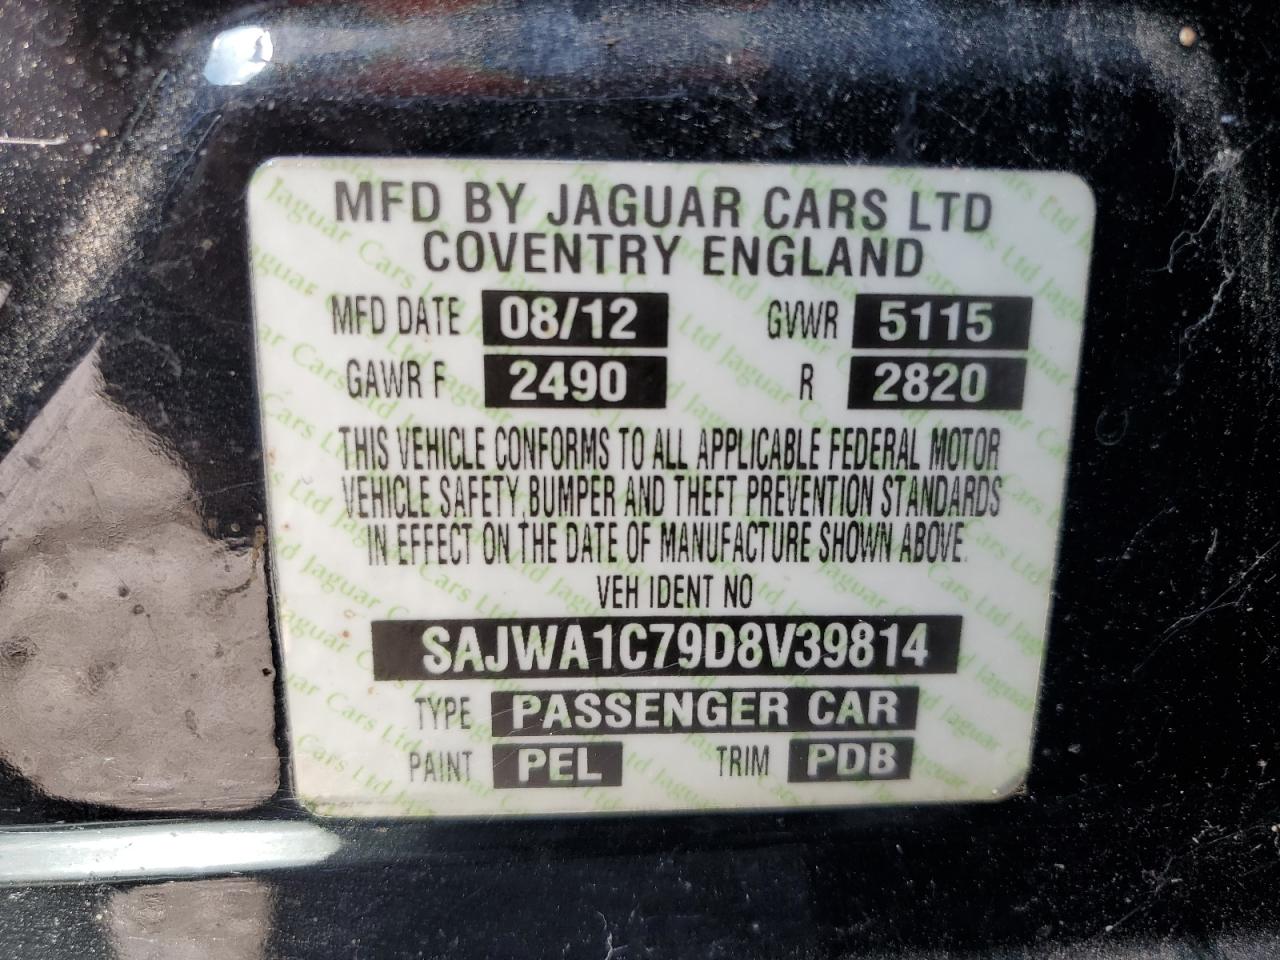 MFD BY JAGUAR CARS LTD
COVENTRY ENGLAND
MFD DATE 08/12 GVWR 5115
GAWR F 2490 R 2820
THIS VEHICLE CONFORMS TO ALL APPLICABLE FEDERAL MOTOR
VEHICLE SAFETY, BUMPER AND THEFT PREVENTION STANDARDS
IN EFFECT ON THE DATE OF MANUFACTURE SHOWN ABOVE.
VEH IDENT NO
SAJWA1C79D8V39814
TYPE PASSENGER CAR
PAINT PEL TRIM PDB